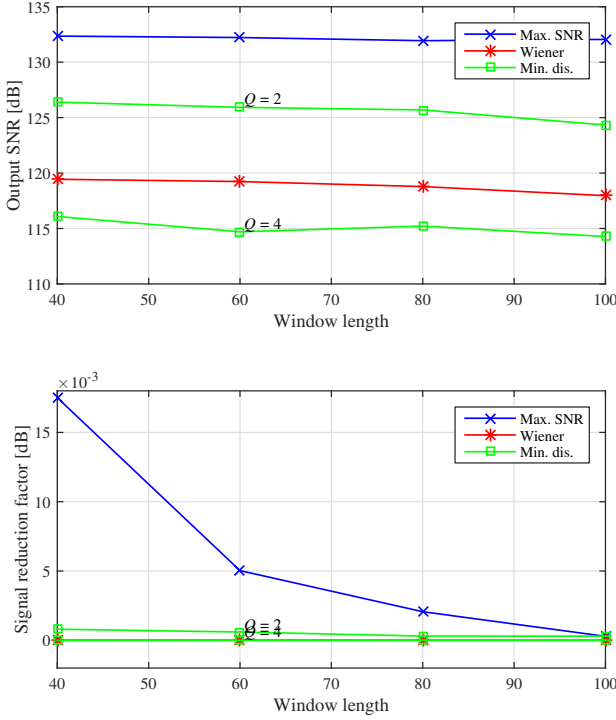 135
130
125
120
115
110
Output SNR [dB]
Max. SNR
Wiener
Min. dis.
Q = 2
Q = 4
40 50 60 70 80 90 100
Window length
×10-3
15
10
5
0
Signal reduction factor [dB]
Max. SNR
Wiener
Min. dis.
Q = 2
Q = 4
40 50 60 70 80 90 100
Window length